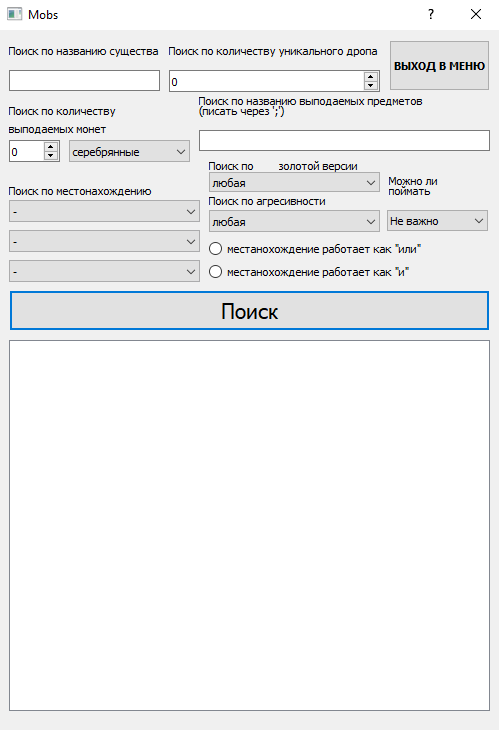 Mobs
?
Поиск по названию существа
Поиск по количеству уникального дропа
ВЫХОД В МЕНЮ
0
Поиск по количеству
выподаемых монет
Поиск по названию выподаемых предметов
(писать через ';')
0
серебрянные
Поиск по золотой версии
любая
Можно ли
поймать
Поиск по местонахождению
Поиск по агресивности
-
любая
Не важно
-
местанохождение работает как "или"
-
местанохождение работает как "и"
Поиск